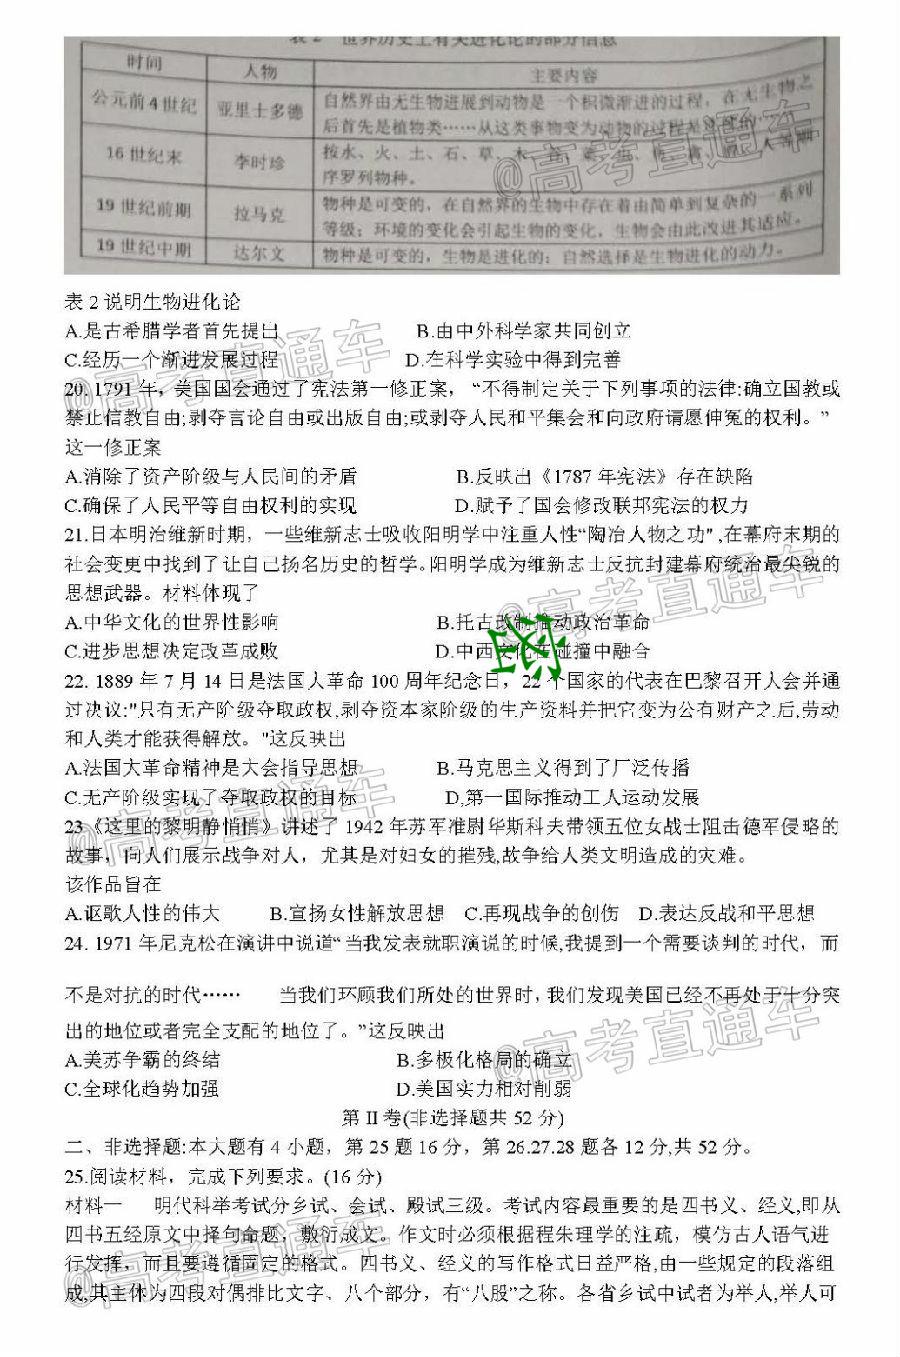 表 2 世界历史上有关进化论的部分信息
时间 人物 主要内容
公元前4世纪 亚里士多德 自然界由无生物进展到动物是一个积微渐进的过程，在无生物之
后首先是植物类……从这类事物变为动物的过程是
16世纪末 李时珍 按水、火、土、石、草、木、
序罗列物种。
19世纪前期 拉马克 物种是可变的，在自然界的生物中存在着由简单到复杂的一系列
等级；环境的变化会引起生物的变化，生物会由此改进其适应。
19世纪中期 达尔文 物种是可变的，生物是进化的；自然选择是生物进化的动力。
表 2 说明生物进化论
A.是古希腊学者首先提出 B.由中外科学家共同创立
C.经历一个渐进发展过程 D.在科学实验中得到完善
20. 1791 年，美国国会通过了宪法第一修正案， “不得制定关于下列事项的法律:确立国教或
禁止信教自由;剥夺言论自由或出版自由;或剥夺人民和平集会和向政府请愿伸冤的权利。”
这一修正案
A.消除了资产阶级与人民间的矛盾 B.反映出《1787 年宪法》存在缺陷
C.确保了人民平等自由权利的实现 D.赋予了国会修改联邦宪法的权力
21.日本明治维新时期，一些维新志士吸收阳明学中注重人性“陶冶人物之功" ,在幕府末期的
社会变更中找到了让自己扬名历史的哲学。阳明学成为维新志士反抗封建幕府统治最尖锐的
思想武器。材料体现了
A.中华文化的世界性影响 B.托古改制推动政治革命
C.进步思想决定改革成败 D.中西文化在碰撞中融合
22. 1889 年 7 月 14 日是法国大革命 100 周年纪念日，22 个国家的代表在巴黎召开大会并通
过决议:"只有无产阶级夺取政权,剥夺资本家阶级的生产资料并把它变为公有财产之后,劳动
和人类才能获得解放。"这反映出
A.法国大革命精神是大会指导思想 B.马克思主义得到了广泛传播
C.无产阶级实现了夺取政权的目标 D.第一国际推动工人运动发展
23.《这里的黎明静悄悄》讲述了 1942 年苏军准尉华斯科夫带领五位女战士阻击德军侵略的
故事，向人们展示战争对人，尤其是对妇女的摧残,故争给人类文明造成的灾难。
该作品旨在
A.讴歌人性的伟大 B.宣扬女性解放思想 C.再现战争的创伤 D.表达反战和平思想
24. 1971 年尼克松在演讲中说道“当我发表就职演说的时候,我提到一个需要谈判的时代，而
不是对抗的时代…… 当我们环顾我们所处的世界时，我们发现美国已经不再处于十分突
出的地位或者完全支配的地位了。”这反映出
A.美苏争霸的终结 B.多极化格局的确立
C.全球化趋势加强 D.美国实力相对削弱
第 II 卷(非选择题共 52 分)
二、非选择题:本大题有 4 小题，第 25 题 16 分，第 26.27.28 题各 12 分,共 52 分。
25.阅读材料，完成下列要求。(16 分)
材料一 明代科举考试分乡试、会试、殿试三级。考试内容最重要的是四书义、经义,即从
四书五经原文中择句命题，敷衍成文。作文时必须根据程朱理学的注疏，模仿古人语气进
行发挥，而且要遵循固定的格式。四书义、经义的写作格式日益严格,由一些规定的段落组
成,其主体为四段对偶排比文字、八个部分，有“八股”之称。各省乡试中试者为举人,举人可
@高考直通车